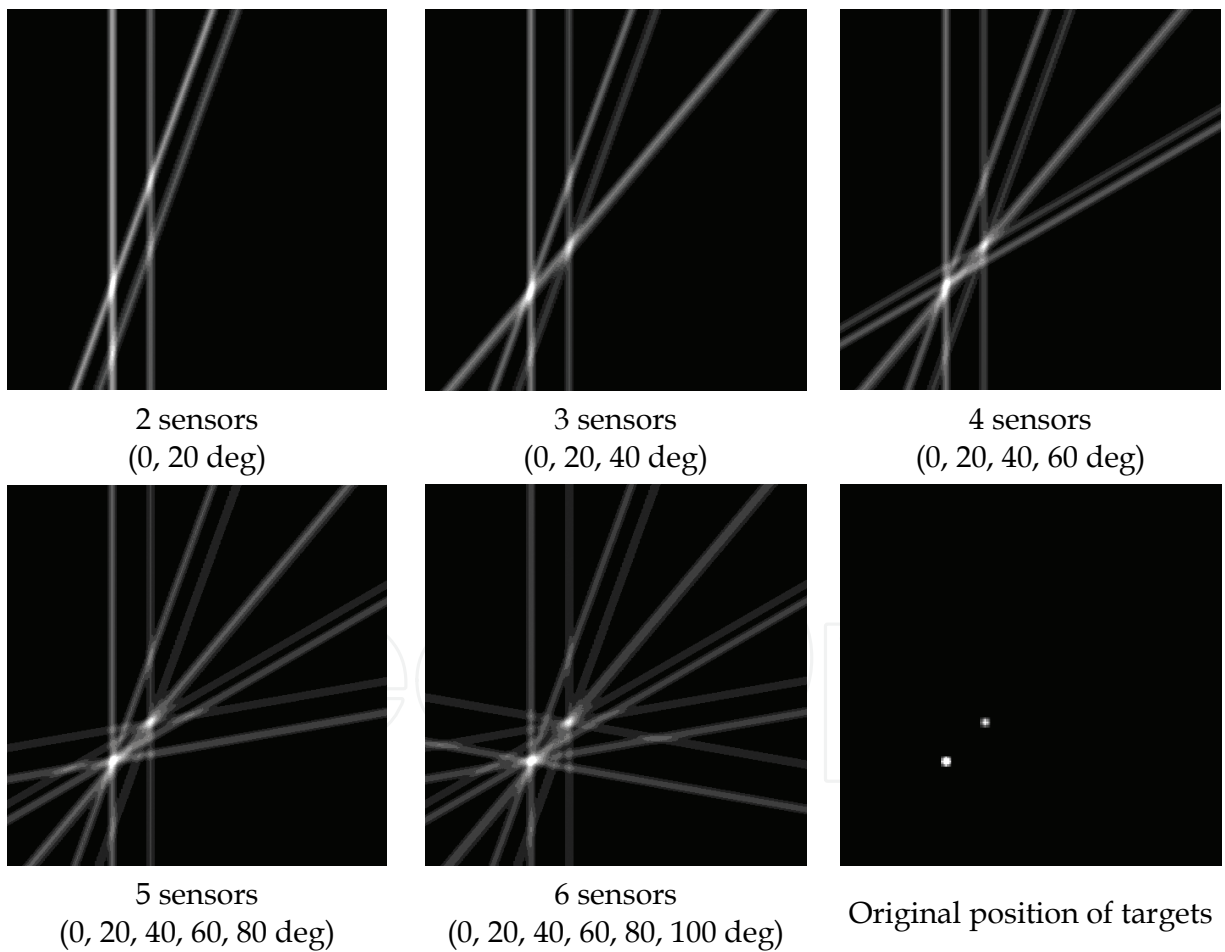 2 sensors
(0, 20 deg)
3 sensors
(0, 20, 40 deg)
4 sensors
(0, 20, 40, 60 deg)
5 sensors
(0, 20, 40, 60, 80 deg)
6 sensors
(0, 20, 40, 60, 80, 100 deg)
Original position of targets